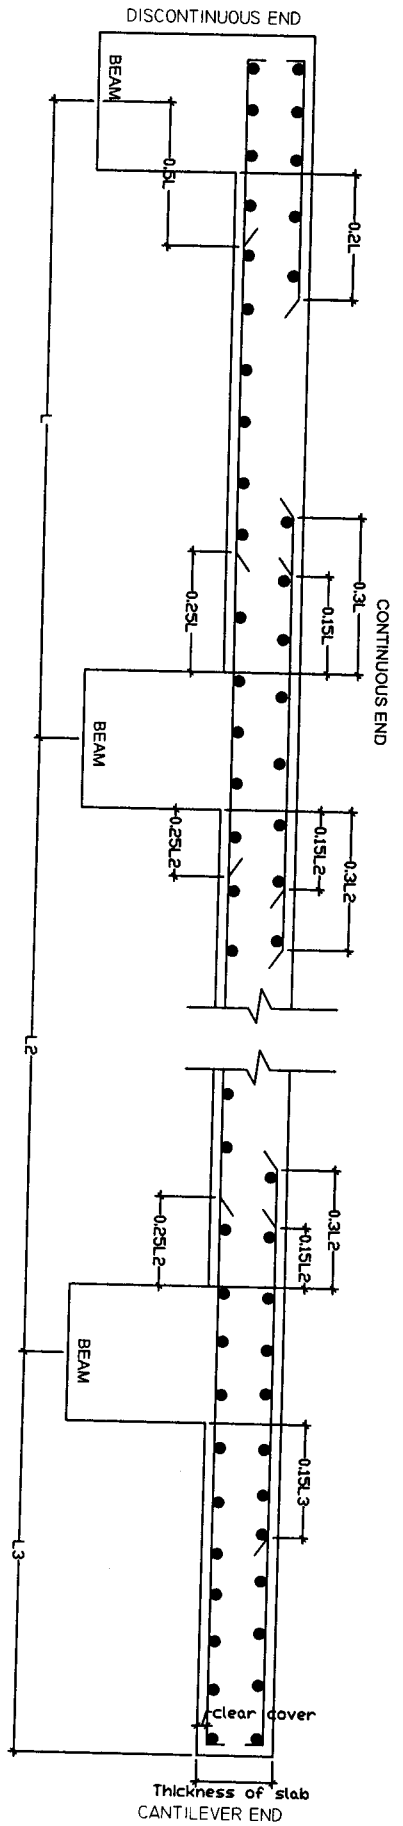 DISCONTINUOUS END
BEAM
0.5L
0.2L
L
0.3L
0.15L
0.25L
CONTINUOUS END
BEAM
0.25L2
0.15L2
0.3L2
L2
0.3L2
0.15L2
0.25L2
BEAM
0.15L3
L3
clear cover
Thickness of slab
CANTILEVER END